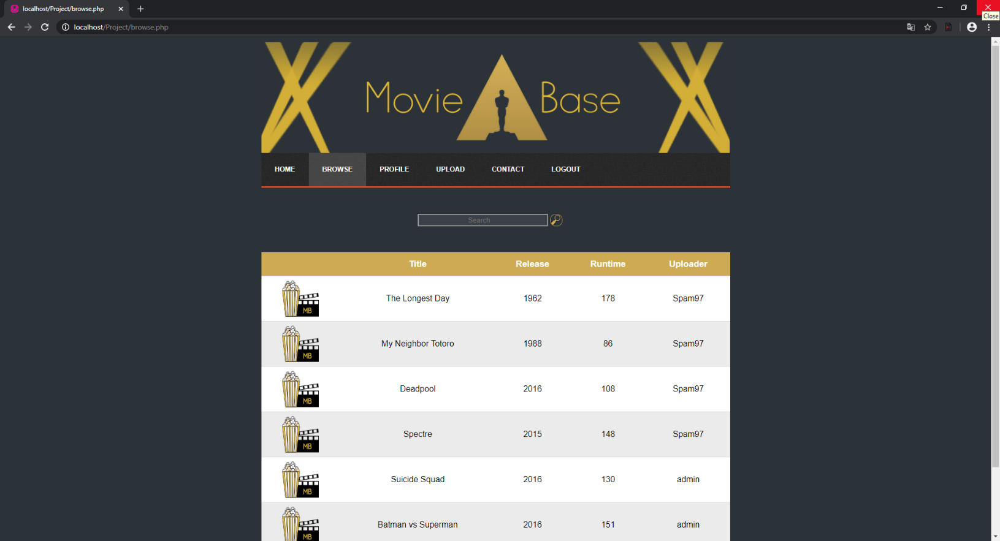 localhost/Project/browse.php
Close
localhost/Project/browse.php
Movie Base
HOME BROWSE PROFILE UPLOAD CONTACT LOGOUT
Search
Title Release Runtime Uploader
MB The Longest Day 1962 178 Spam97
MB My Neighbor Totoro 1988 86 Spam97
MB Deadpool 2016 108 Spam97
MB Spectre 2015 148 Spam97
MB Suicide Squad 2016 130 admin
MB Batman vs Superman 2016 151 admin